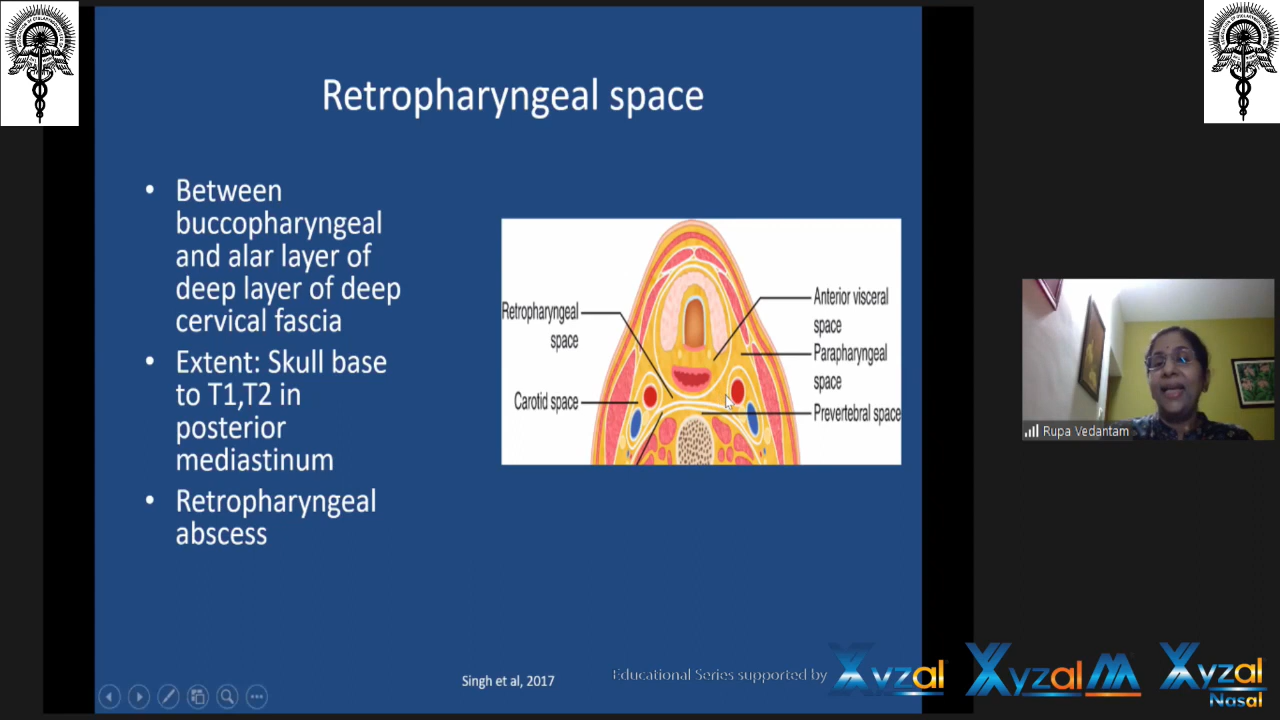 Retropharyngeal space
• Between
buccopharyngeal
and alar layer of
deep layer of deep
cervical fascia
• Extent: Skull base
to T1,T2 in
posterior
mediastinum
• Retropharyngeal
abscess
Retropharyngeal
space
Carotid space
Anterior visceral
space
Parapharyngeal
space
Prevertebral space
Rupa Vedantam
Singh et al, 2017
Educational Series supported by
Xyzal
Xyzal M
Xyzal
Nasal